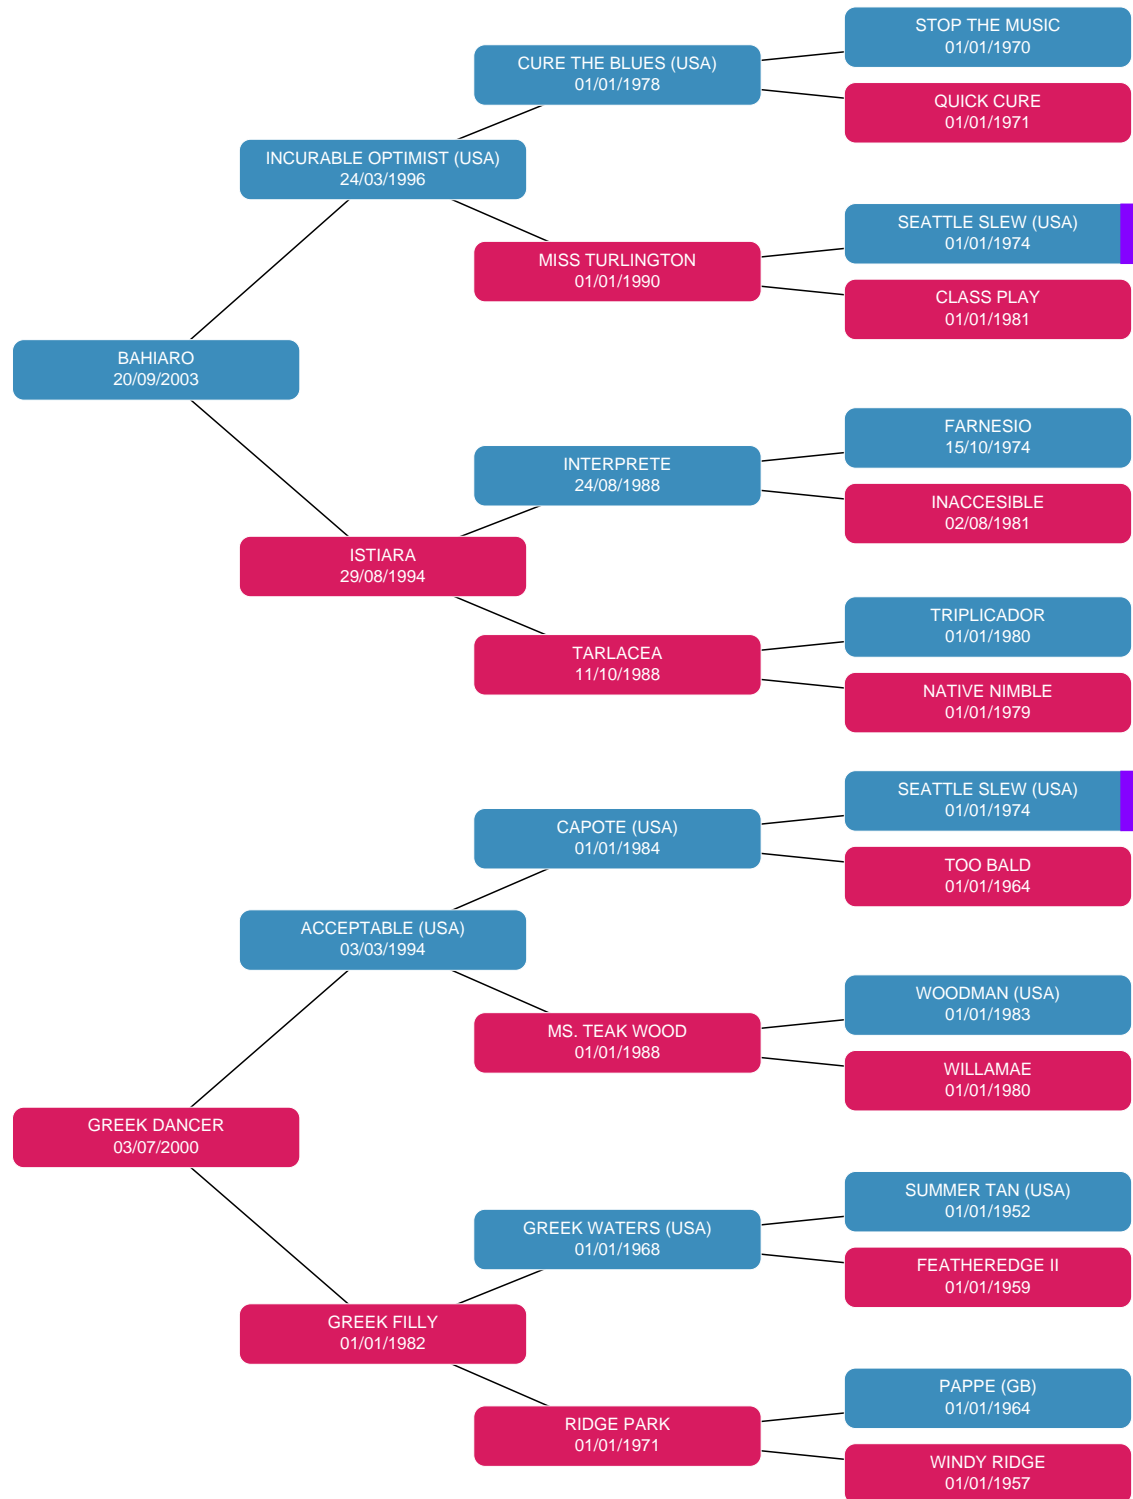 STOP THE MUSIC
01/01/1970
CURE THE BLUES (USA)
01/01/1978
QUICK CURE
01/01/1971
INCURABLE OPTIMIST (USA)
24/03/1996
SEATTLE SLEW (USA)
01/01/1974
MISS TURLINGTON
01/01/1990
CLASS PLAY
01/01/1981
BAHIARO
20/09/2003
FARNESIO
15/10/1974
INTERPRETE
24/08/1988
INACCESIBLE
02/08/1981
ISTIARA
29/08/1994
TRIPLICADOR
01/01/1980
TARLACEA
11/10/1988
NATIVE NIMBLE
01/01/1979
SEATTLE SLEW (USA)
01/01/1974
CAPOTE (USA)
01/01/1984
TOO BALD
01/01/1964
ACCEPTABLE (USA)
03/03/1994
WOODMAN (USA)
01/01/1983
MS. TEAK WOOD
01/01/1988
WILLAMAE
01/01/1980
GREEK DANCER
03/07/2000
SUMMER TAN (USA)
01/01/1952
GREEK WATERS (USA)
01/01/1968
FEATHEREDGE II
01/01/1959
GREEK FILLY
01/01/1982
PAPPE (GB)
01/01/1964
RIDGE PARK
01/01/1971
WINDY RIDGE
01/01/1957